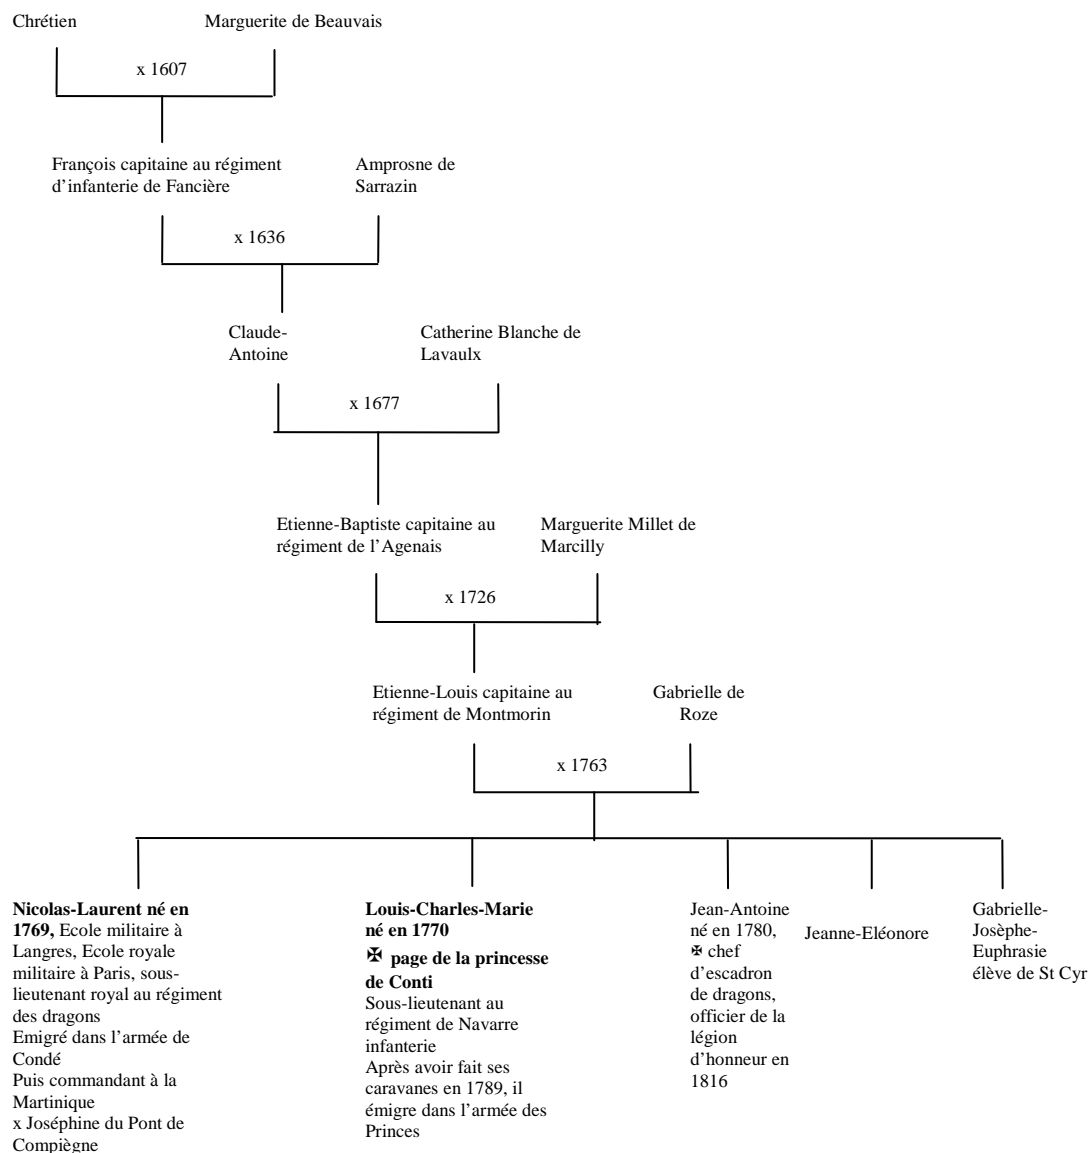 Chrétien
Marguerite de Beauvais
x 1607
François capitaine au régiment
d’infanterie de Fancière
Amprosne de
Sarrazin
x 1636
Claude-
Antoine
Catherine Blanche de
Lavaulx
x 1677
Etienne-Baptiste capitaine au
régiment de l’Agenais
Marguerite Millet de
Marcilly
x 1726
Etienne-Louis capitaine au
régiment de Montmorin
Gabrielle de
Roze
x 1763
Nicolas-Laurent né en
1769, Ecole militaire à
Langres, Ecole royale
militaire à Paris, sous-
lieutenant royal au régiment
des dragons
Emigré dans l’armée de
Condé
Puis commandant à la
Martinique
x Joséphine du Pont de
Compiègne
Louis-Charles-Marie
né en 1770
✠ page de la princesse
de Conti
Sous-lieutenant au
régiment de Navarre
infanterie
Après avoir fait ses
caravanes en 1789, il
émigre dans l’armée des
Princes
Jean-Antoine
né en 1780,
✠ chef
d’escadron
de dragons,
officier de la
légion
d’honneur en
1816
Jeanne-Eléonore
Gabrielle-
Josèphe-
Euphrasie
élève de St Cyr